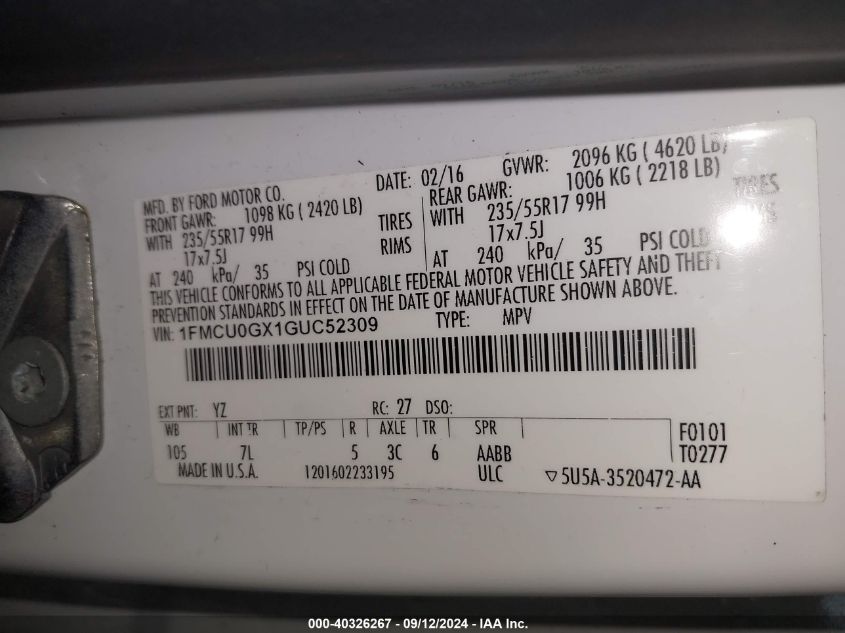 MFD. BY FORD MOTOR CO. DATE: 02/16 GVWR: 2096 KG ( 4620 LB)
FRONT GAWR: 1098 KG ( 2420 LB) REAR GAWR: 1006 KG ( 2218 LB)
WITH 235/55R17 99H TIRES WITH 235/55R17 99H TIRES
17x7.5J RIMS 17x7.5J RIMS
AT 240 kPa/ 35 PSI COLD AT 240 kPa/ 35 PSI COLD
THIS VEHICLE CONFORMS TO ALL APPLICABLE FEDERAL MOTOR VEHICLE SAFETY AND THEFT
PREVENTION STANDARDS IN EFFECT ON THE DATE OF MANUFACTURE SHOWN ABOVE.
VIN: 1FMCU0GX1GUC52309 TYPE: MPV
EXT PNT: YZ RC: 27 DSO:
WB INT TR TP/PS R AXLE TR SPR F0101
105 7L 5 3C 6 AABB T0277
MADE IN U.S.A. 1201602233195 ULC ▽5U5A-3520472-AA
000-40326267 - 09/12/2024 - IAA Inc.